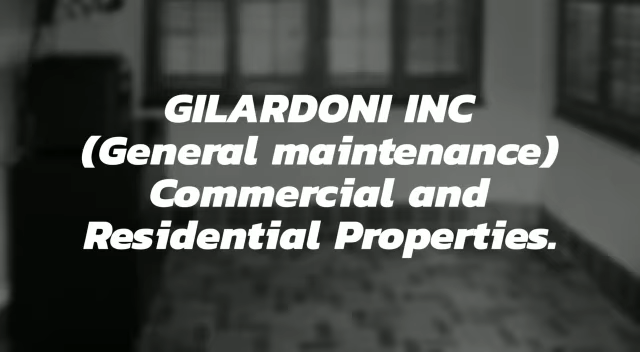 GILARDONI INC
(General maintenance)
Commercial and
Residential Properties.